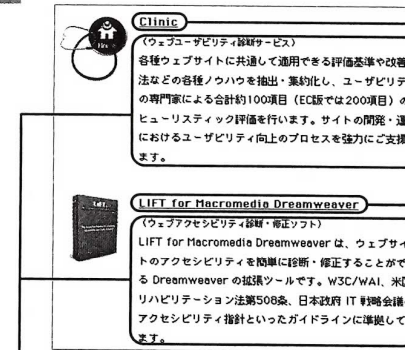 Clinic
(ウェブユーザビリティ診断サービス)
各種ウェブサイトに共通して適用できる評価基準や改善
法などの各種ノウハウを抽出・集約化し、ユーザビリテ
の専門家による合計約100項目（EC版では200項目）の
ヒューリスティック評価を行います。サイトの開発・運
におけるユーザビリティ向上のプロセスを強力にご支援
ます。
LIFT for Macromedia Dreamweaver
(ウェブアクセシビリティ診断・修正ソフト)
LIFT for Macromedia Dreamweaver は、ウェブサイ
トのアクセシビリティを簡単に診断・修正することがで
る Dreamweaver の拡張ツールです。W3C/WAI、米国
リハビリテーション法第508条、日本政府 IT 戦略会議
アクセシビリティ指針といったガイドラインに準拠して
ます。
LIFT